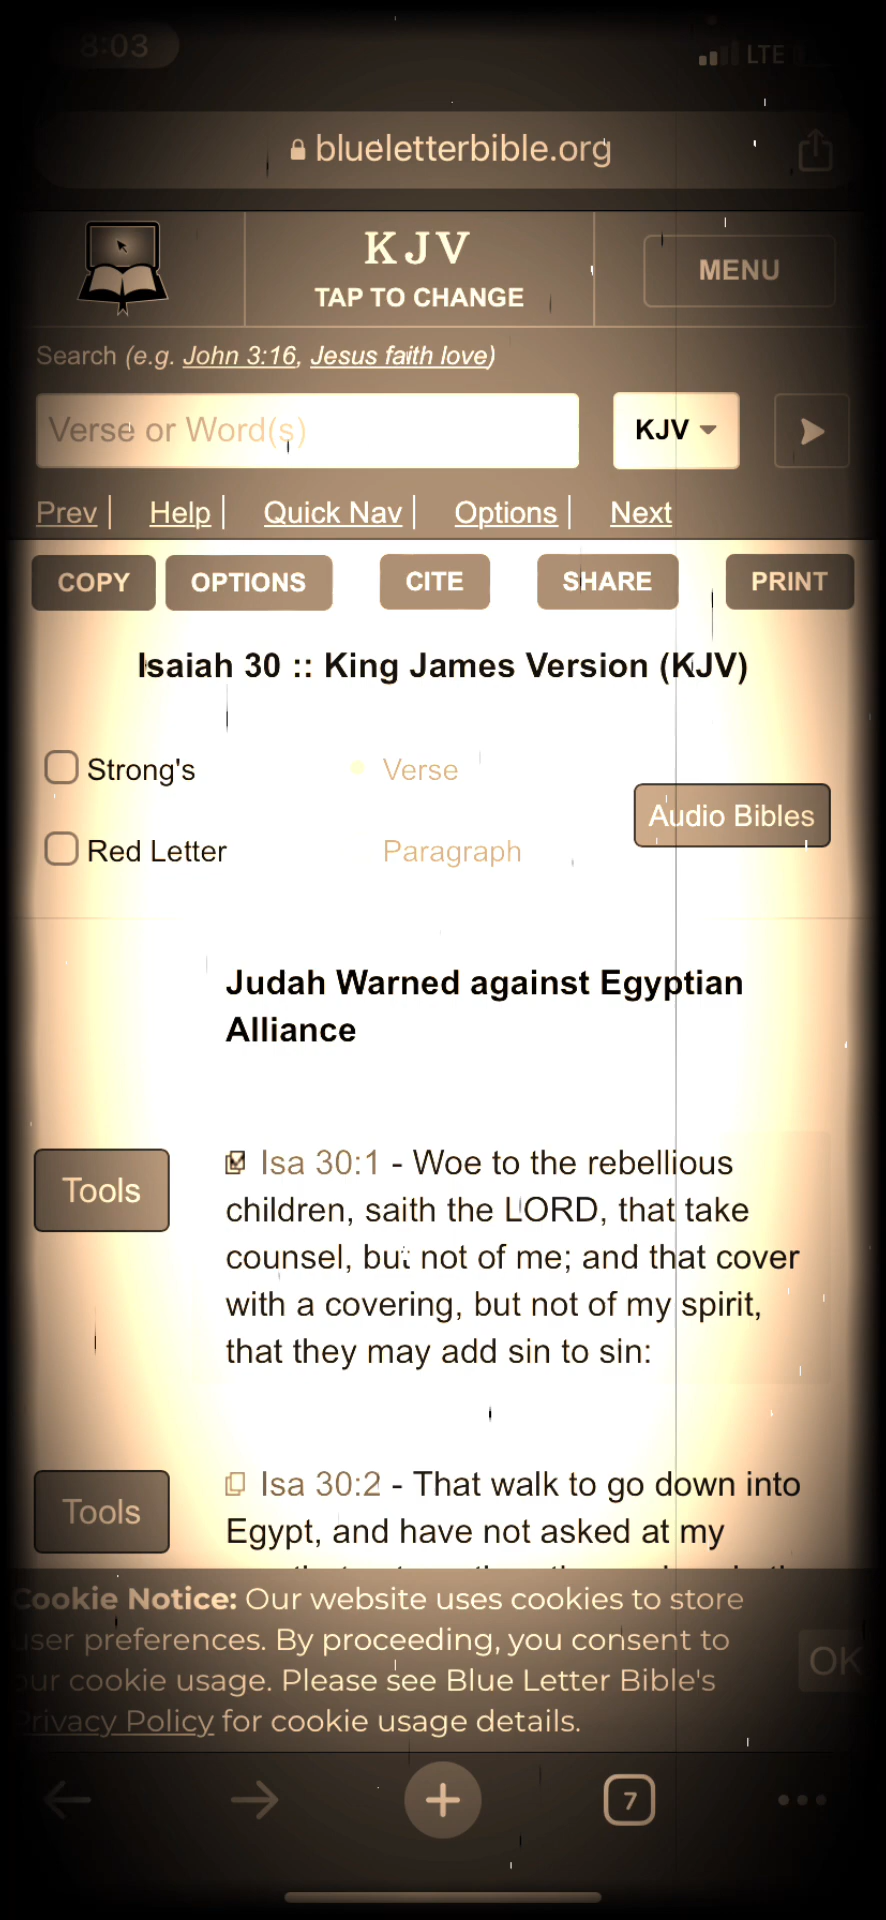 8:03 LTE
blueletterbible.org
KJV
TAP TO CHANGE
MENU
Search (e.g. John 3:16, Jesus faith love)
Verse or Word(s) KJV
Prev | Help | Quick Nav | Options | Next
COPY OPTIONS CITE SHARE PRINT
Isaiah 30 :: King James Version (KJV)
Strong's Verse
Audio Bibles
Red Letter Paragraph
Judah Warned against Egyptian
Alliance
Tools
Isa 30:1 - Woe to the rebellious
children, saith the LORD, that take
counsel, but not of me; and that cover
with a covering, but not of my spirit,
that they may add sin to sin:
Tools
Isa 30:2 - That walk to go down into
Egypt, and have not asked at my
Cookie Notice: Our website uses cookies to store
user preferences. By proceeding, you consent to
our cookie usage. Please see Blue Letter Bible's
Privacy Policy for cookie usage details.
OK
7